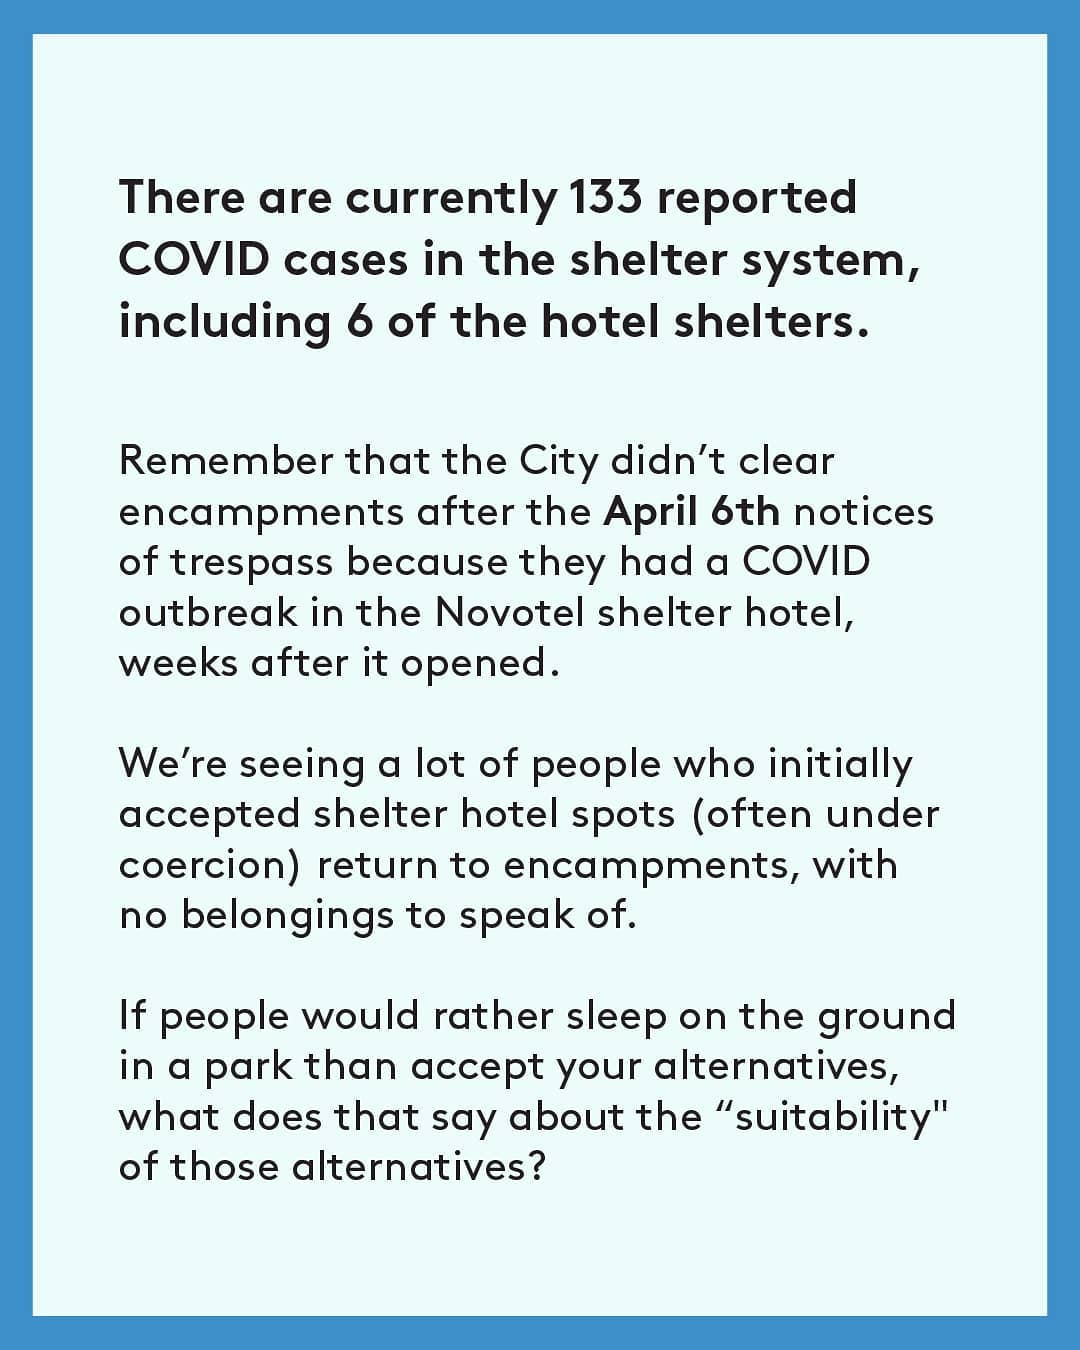 There are currently 133 reported
COVID cases in the shelter system,
including 6 of the hotel shelters.
Remember that the City didn’t clear
encampments after the April 6th notices
of trespass because they had a COVID
outbreak in the Novotel shelter hotel,
weeks after it opened.
We’re seeing a lot of people who initially
accepted shelter hotel spots (often under
coercion) return to encampments, with
no belongings to speak of.
If people would rather sleep on the ground
in a park than accept your alternatives,
what does that say about the “suitability"
of those alternatives?